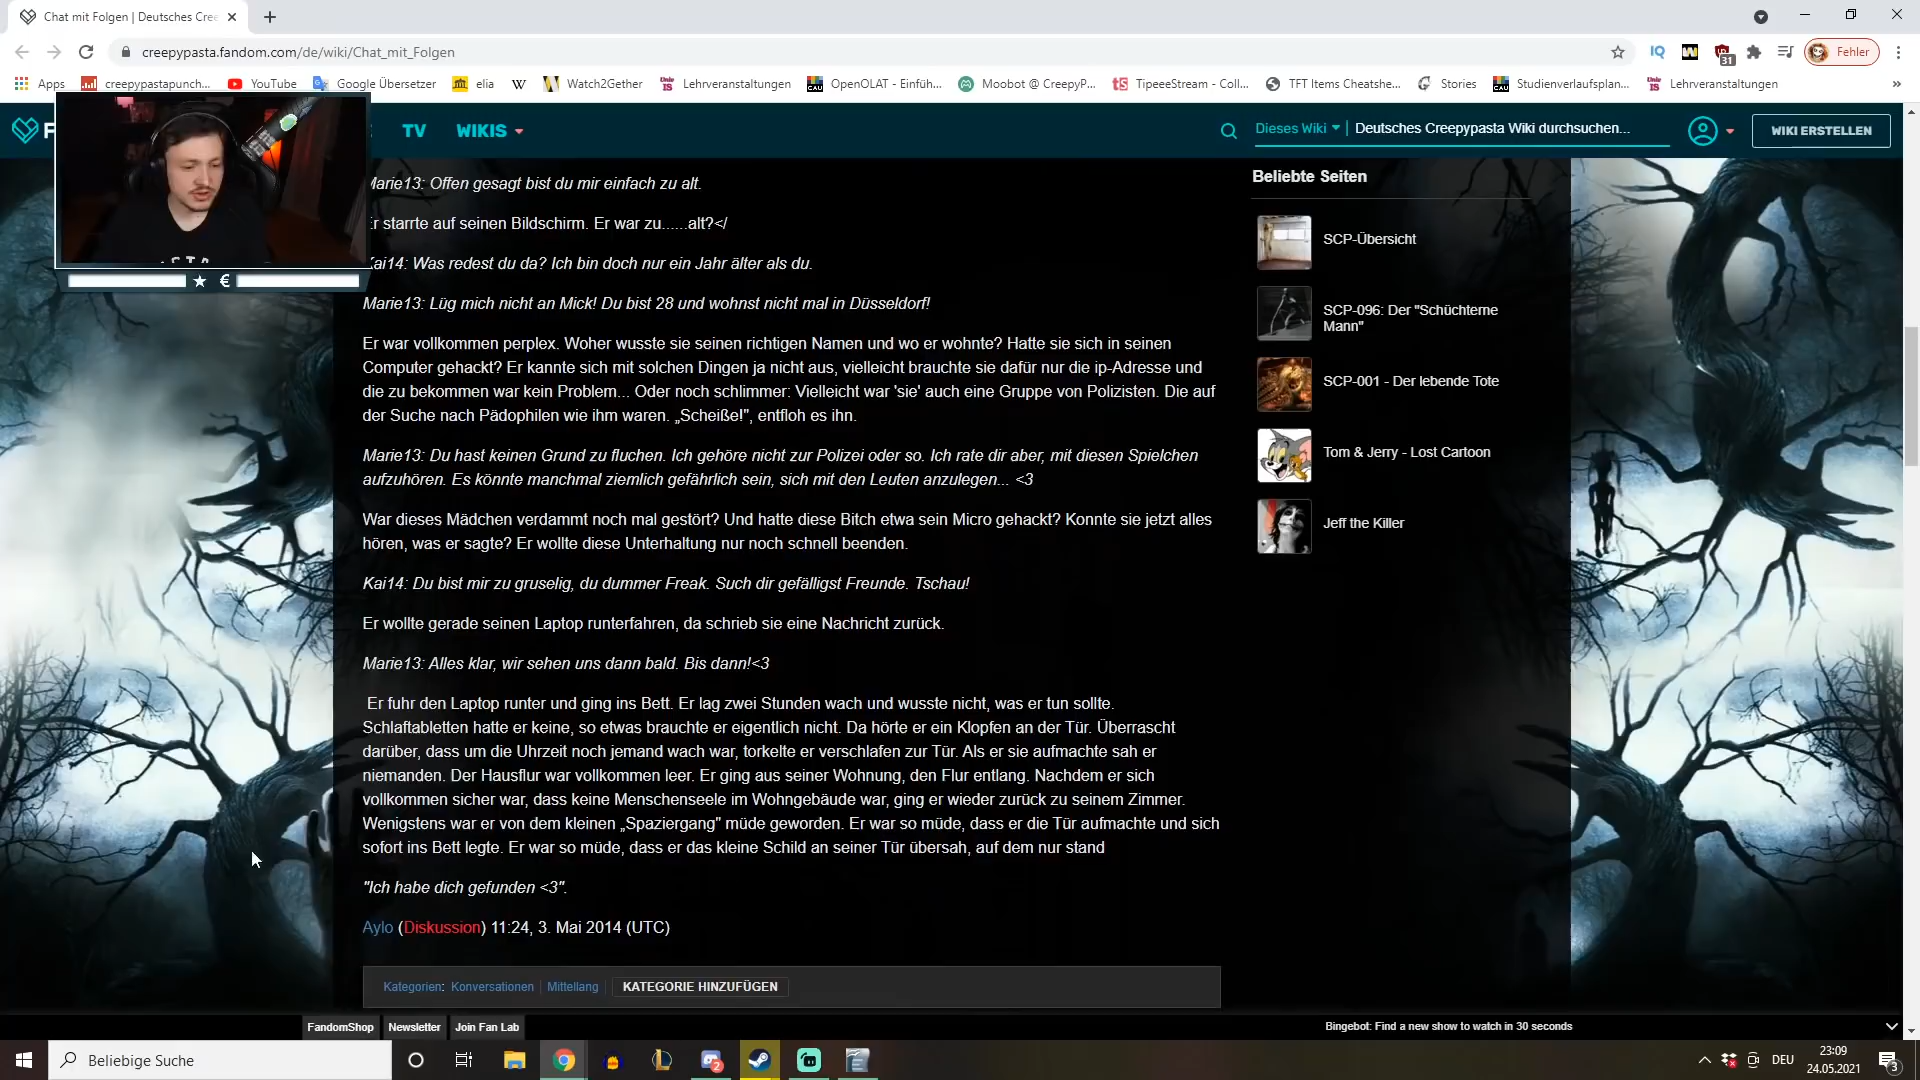 Chat mit Folgen | Deutsches Cree
creepypasta.fandom.com/de/wiki/Chat_mit_Folgen
Fehler
Apps
creepypastapunch...
YouTube
Google Übersetzer
elia
Watch2Gether
Lehrveranstaltungen
OpenOLAT - Einfüh...
Moobot @ CreepyP...
TipeeeStream - Coll...
TFT Items Cheatshe...
Stories
Studienverlaufsplan...
Lehrveranstaltungen
TV
WIKIS
Dieses Wiki
Deutsches Creepypasta Wiki durchsuchen...
WIKI ERSTELLEN
Marie13: Offen gesagt bist du mir einfach zu alt.
Er starrte auf seinen Bildschirm. Er war zu......alt?</
Kai14: Was redest du da? Ich bin doch nur ein Jahr älter als du.
Marie13: Lüg mich nicht an Mick! Du bist 28 und wohnst nicht mal in Düsseldorf!
Er war vollkommen perplex. Woher wusste sie seinen richtigen Namen und wo er wohnte? Hatte sie sich in seinen
Computer gehackt? Er kannte sich mit solchen Dingen ja nicht aus, vielleicht brauchte sie dafür nur die ip-Adresse und
die zu bekommen war kein Problem... Oder noch schlimmer: Vielleicht war 'sie' auch eine Gruppe von Polizisten. Die auf
der Suche nach Pädophilen wie ihm waren. „Scheiße!", entfloh es ihn.
Marie13: Du hast keinen Grund zu fluchen. Ich gehöre nicht zur Polizei oder so. Ich rate dir aber, mit diesen Spielchen
aufzuhören. Es könnte manchmal ziemlich gefährlich sein, sich mit den Leuten anzulegen... <3
War dieses Mädchen verdammt noch mal gestört? Und hatte diese Bitch etwa sein Micro gehackt? Konnte sie jetzt alles
hören, was er sagte? Er wollte diese Unterhaltung nur noch schnell beenden.
Kai14: Du bist mir zu gruselig, du dummer Freak. Such dir gefälligst Freunde. Tschau!
Er wollte gerade seinen Laptop runterfahren, da schrieb sie eine Nachricht zurück.
Marie13: Alles klar, wir sehen uns dann bald. Bis dann!<3
Er fuhr den Laptop runter und ging ins Bett. Er lag zwei Stunden wach und wusste nicht, was er tun sollte.
Schlaftabletten hatte er keine, so etwas brauchte er eigentlich nicht. Da hörte er ein Klopfen an der Tür. Überrascht
darüber, dass um die Uhrzeit noch jemand wach war, torkelte er verschlafen zur Tür. Als er sie aufmachte sah er
niemanden. Der Hausflur war vollkommen leer. Er ging aus seiner Wohnung, den Flur entlang. Nachdem er sich
vollkommen sicher war, dass keine Menschenseele im Wohngebäude war, ging er wieder zurück zu seinem Zimmer.
Wenigstens war er von dem kleinen „Spaziergang" müde geworden. Er war so müde, dass er die Tür aufmachte und sich
sofort ins Bett legte. Er war so müde, dass er das kleine Schild an seiner Tür übersah, auf dem nur stand
"Ich habe dich gefunden <3".
Aylo (Diskussion) 11:24, 3. Mai 2014 (UTC)
Kategorien: Konversationen Mittellang KATEGORIE HINZUFÜGEN
Beliebte Seiten
SCP-Übersicht
SCP-096: Der "Schüchterne
Mann"
SCP-001 - Der lebende Tote
Tom & Jerry - Lost Cartoon
Jeff the Killer
FandomShop
Newsletter
Join Fan Lab
Bingebot: Find a new show to watch in 30 seconds
Beliebige Suche
DEU
23:09
24.05.2021